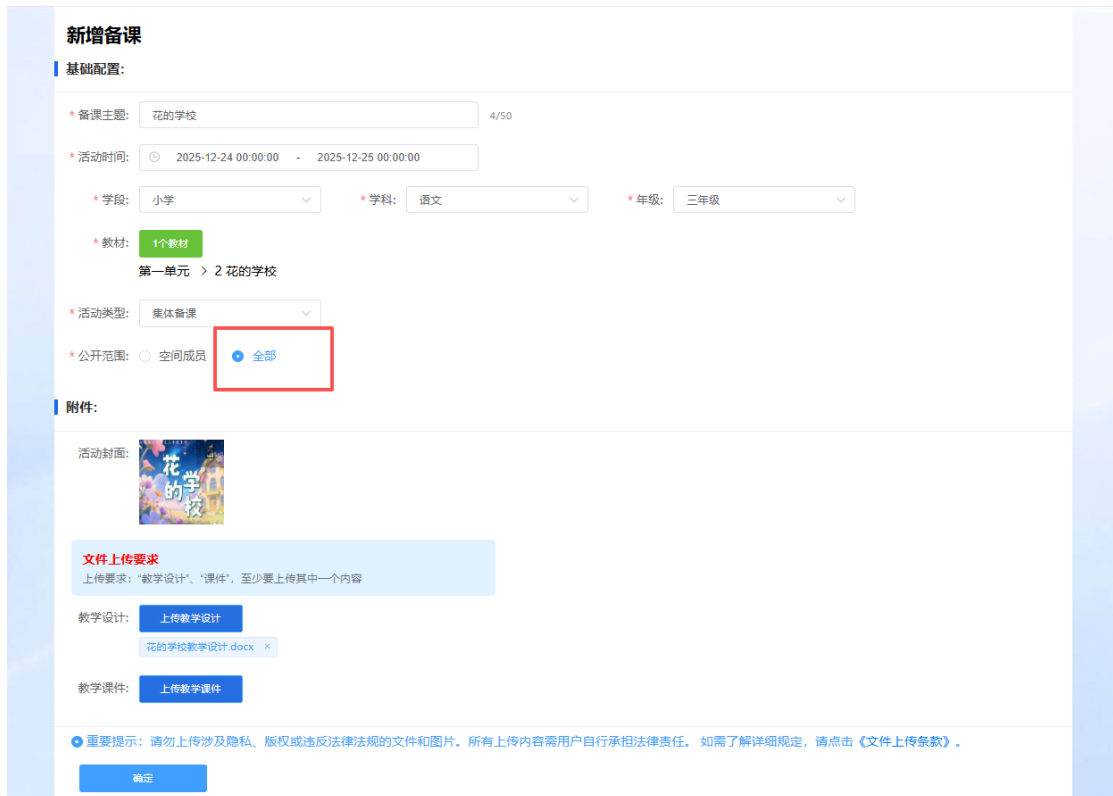 新增备课
基础配置:
* 备课主题: 花的学校 4/50
* 活动时间: 2025-12-24 00:00:00 - 2025-12-25 00:00:00
* 学段: 小学 * 学科: 语文 * 年级: 三年级
* 教材: 1个教材
第一单元 > 2 花的学校
* 活动类型: 集体备课
* 公开范围: 空间成员 全部
附件:
活动封面:
花的学校
文件上传要求
上传要求：“教学设计”、“课件”，至少要上传其中一个内容
教学设计: 上传教学设计
花的学校教学设计.docx ×
教学课件: 上传教学课件
重要提示：请勿上传涉及隐私、版权或违反法律法规的文件和图片。所有上传内容需用户自行承担法律责任。 如需了解详细规定，请点击《文件上传条款》。
确定